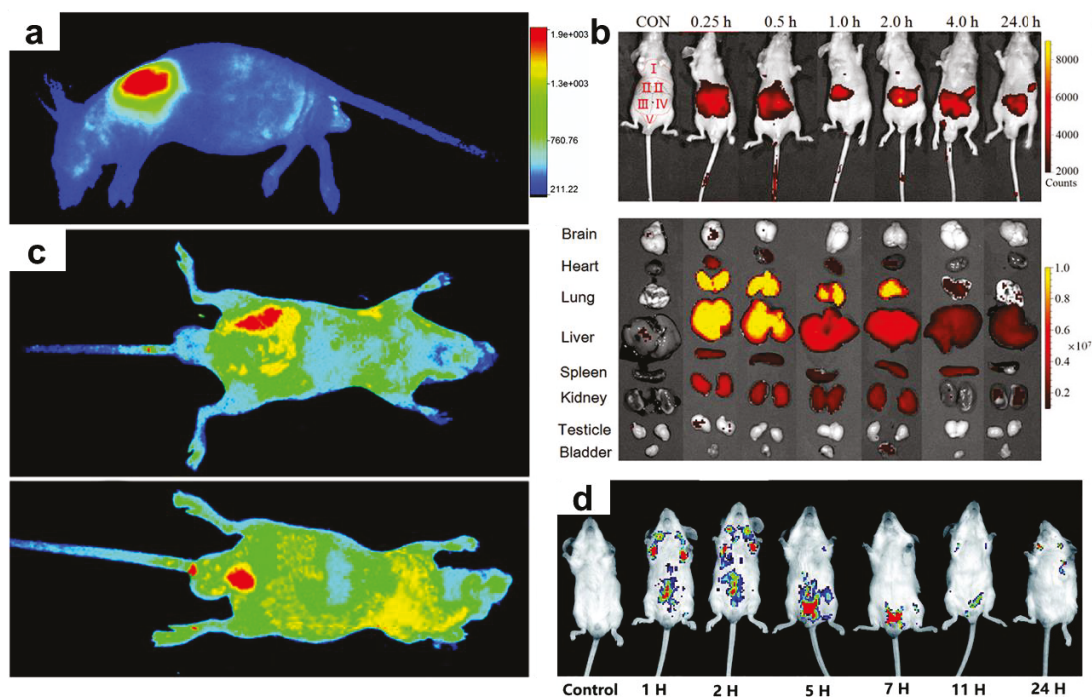 a
1.9e+003
1.3e+003
760.76
211.22
b
CON 0.25 h 0.5 h 1.0 h 2.0 h 4.0 h 24.0 h
I
II II
III IV
V
8000
6000
4000
2000
Counts
c
Brain
Heart
Lung
Liver
Spleen
Kidney
Testicle
Bladder
1.0
0.8
0.6
×10⁷
0.4
0.2
d
Control 1 H 2 H 5 H 7 H 11 H 24 H